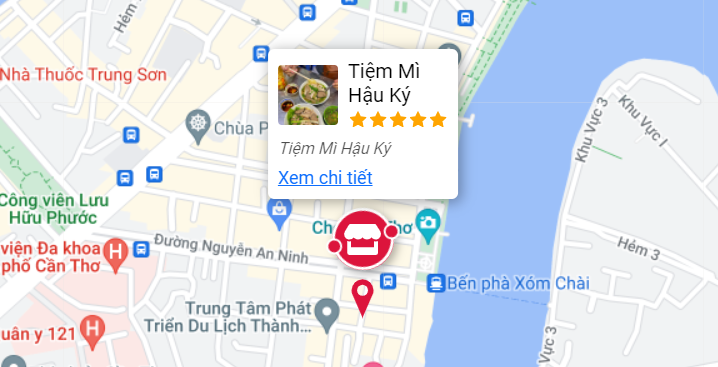 Hẻm
Nhà Thuốc Trung Sơn
Tiệm Mì
Hậu Ký
Tiệm Mì Hậu Ký
Xem chi tiết
Chùa
Khu Vực 3
Khu Vực I
Công viên Lưu
Hữu Phước
Đường Nguyễn An Ninh
viện Đa khoa
phố Cần Thơ
Hẻm 3
Bến phà Xóm Chài
Trung Tâm Phát
Triển Du Lịch Thành...
uân y 121
Khu Vực 3